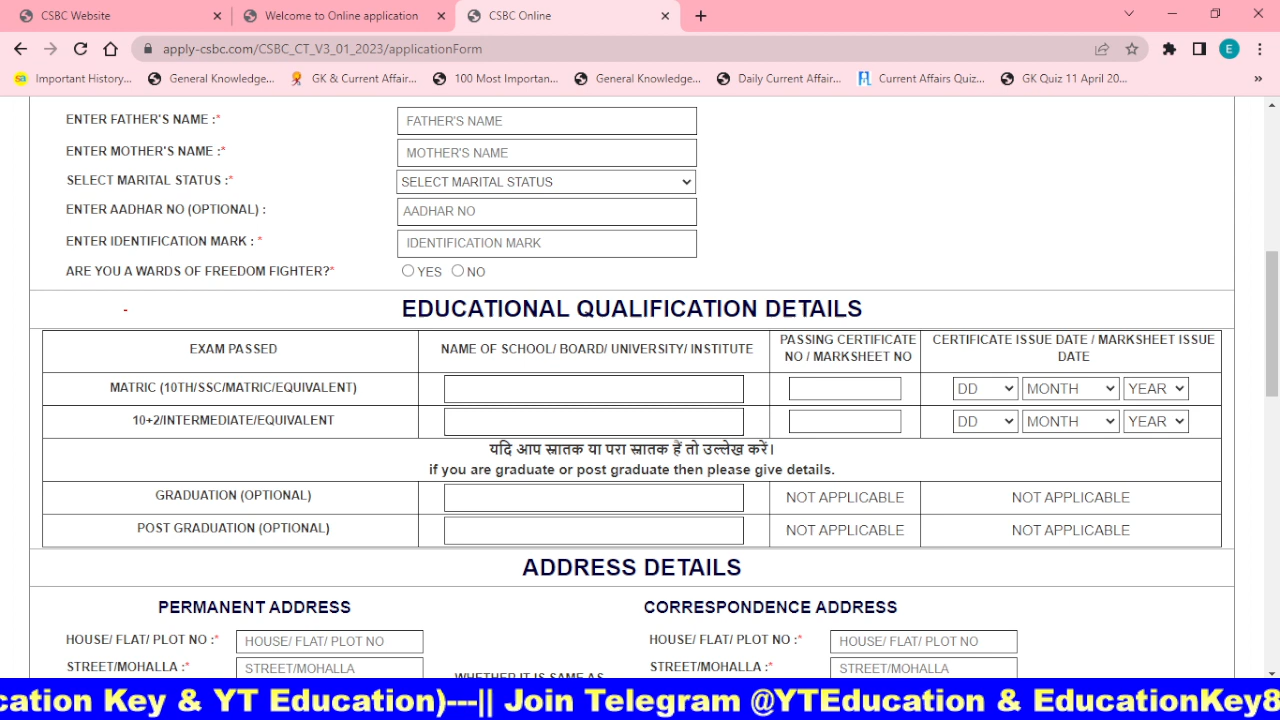 CSBC Website
Welcome to Online application
CSBC Online
apply-csbc.com/CSBC_CT_V3_01_2023/applicationForm
E
Important History...
General Knowledge...
GK & Current Affair...
100 Most Importan...
General Knowledge...
Daily Current Affair...
Current Affairs Quiz...
GK Quiz 11 April 20...
ENTER FATHER'S NAME :*
FATHER'S NAME
ENTER MOTHER'S NAME :*
MOTHER'S NAME
SELECT MARITAL STATUS :*
SELECT MARITAL STATUS
ENTER AADHAR NO (OPTIONAL) :
AADHAR NO
ENTER IDENTIFICATION MARK : *
IDENTIFICATION MARK
ARE YOU A WARDS OF FREEDOM FIGHTER?*
YES NO
-
EDUCATIONAL QUALIFICATION DETAILS
EXAM PASSED
NAME OF SCHOOL/ BOARD/ UNIVERSITY/ INSTITUTE
PASSING CERTIFICATE
NO / MARKSHEET NO
CERTIFICATE ISSUE DATE / MARKSHEET ISSUE
DATE
MATRIC (10TH/SSC/MATRIC/EQUIVALENT)
DD MONTH YEAR
10+2/INTERMEDIATE/EQUIVALENT
DD MONTH YEAR
यदि आप स्नातक या परा स्नातक हैं तो उल्लेख करें।
if you are graduate or post graduate then please give details.
GRADUATION (OPTIONAL)
NOT APPLICABLE
NOT APPLICABLE
POST GRADUATION (OPTIONAL)
NOT APPLICABLE
NOT APPLICABLE
ADDRESS DETAILS
PERMANENT ADDRESS
CORRESPONDENCE ADDRESS
HOUSE/ FLAT/ PLOT NO :*
HOUSE/ FLAT/ PLOT NO
HOUSE/ FLAT/ PLOT NO :*
HOUSE/ FLAT/ PLOT NO
STREET/MOHALLA :*
STREET/MOHALLA
WHETHER IT IS SAME AS
STREET/MOHALLA :*
STREET/MOHALLA
cation Key & YT Education)---|| Join Telegram @YTEducation & EducationKey8